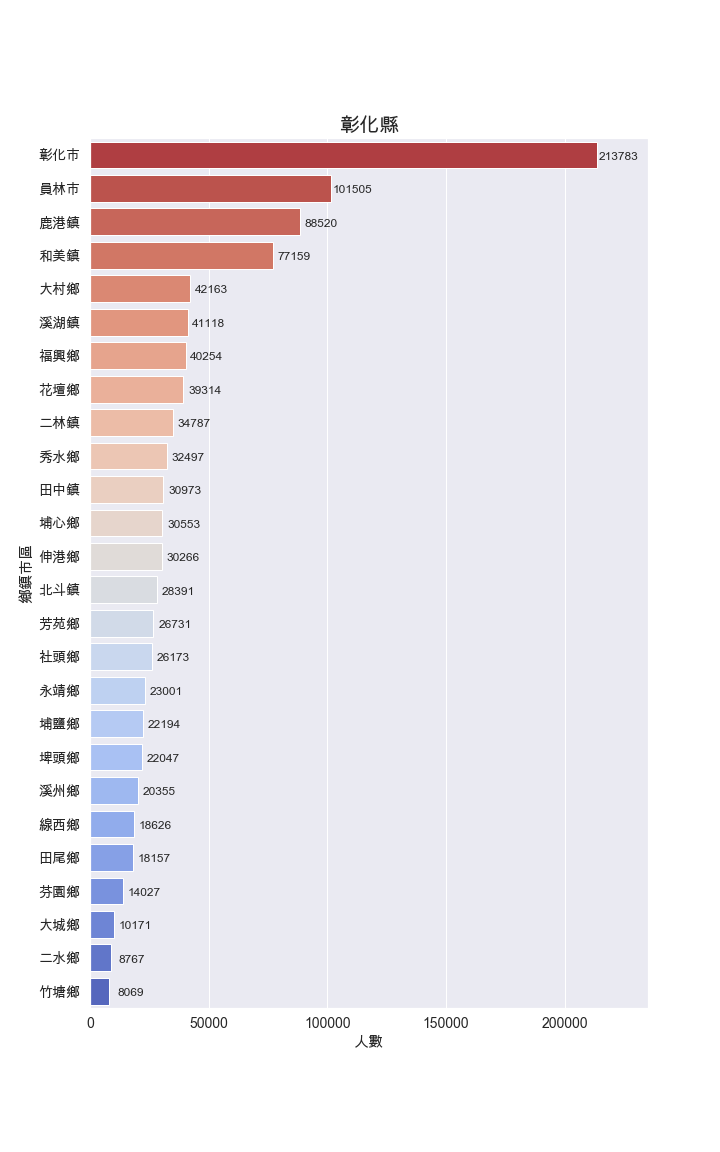 彰化縣
彰化市 213783
員林市 101505
鹿港鎮 88520
和美鎮 77159
大村鄉 42163
溪湖鎮 41118
福興鄉 40254
花壇鄉 39314
二林鎮 34787
秀水鄉 32497
田中鎮 30973
埔心鄉 30553
伸港鄉 30266
北斗鎮 28391
芳苑鄉 26731
社頭鄉 26173
永靖鄉 23001
埔鹽鄉 22194
埤頭鄉 22047
溪州鄉 20355
線西鄉 18626
田尾鄉 18157
芬園鄉 14027
大城鄉 10171
二水鄉 8767
竹塘鄉 8069
鄉鎮市區
0 50000 100000 150000 200000
人數